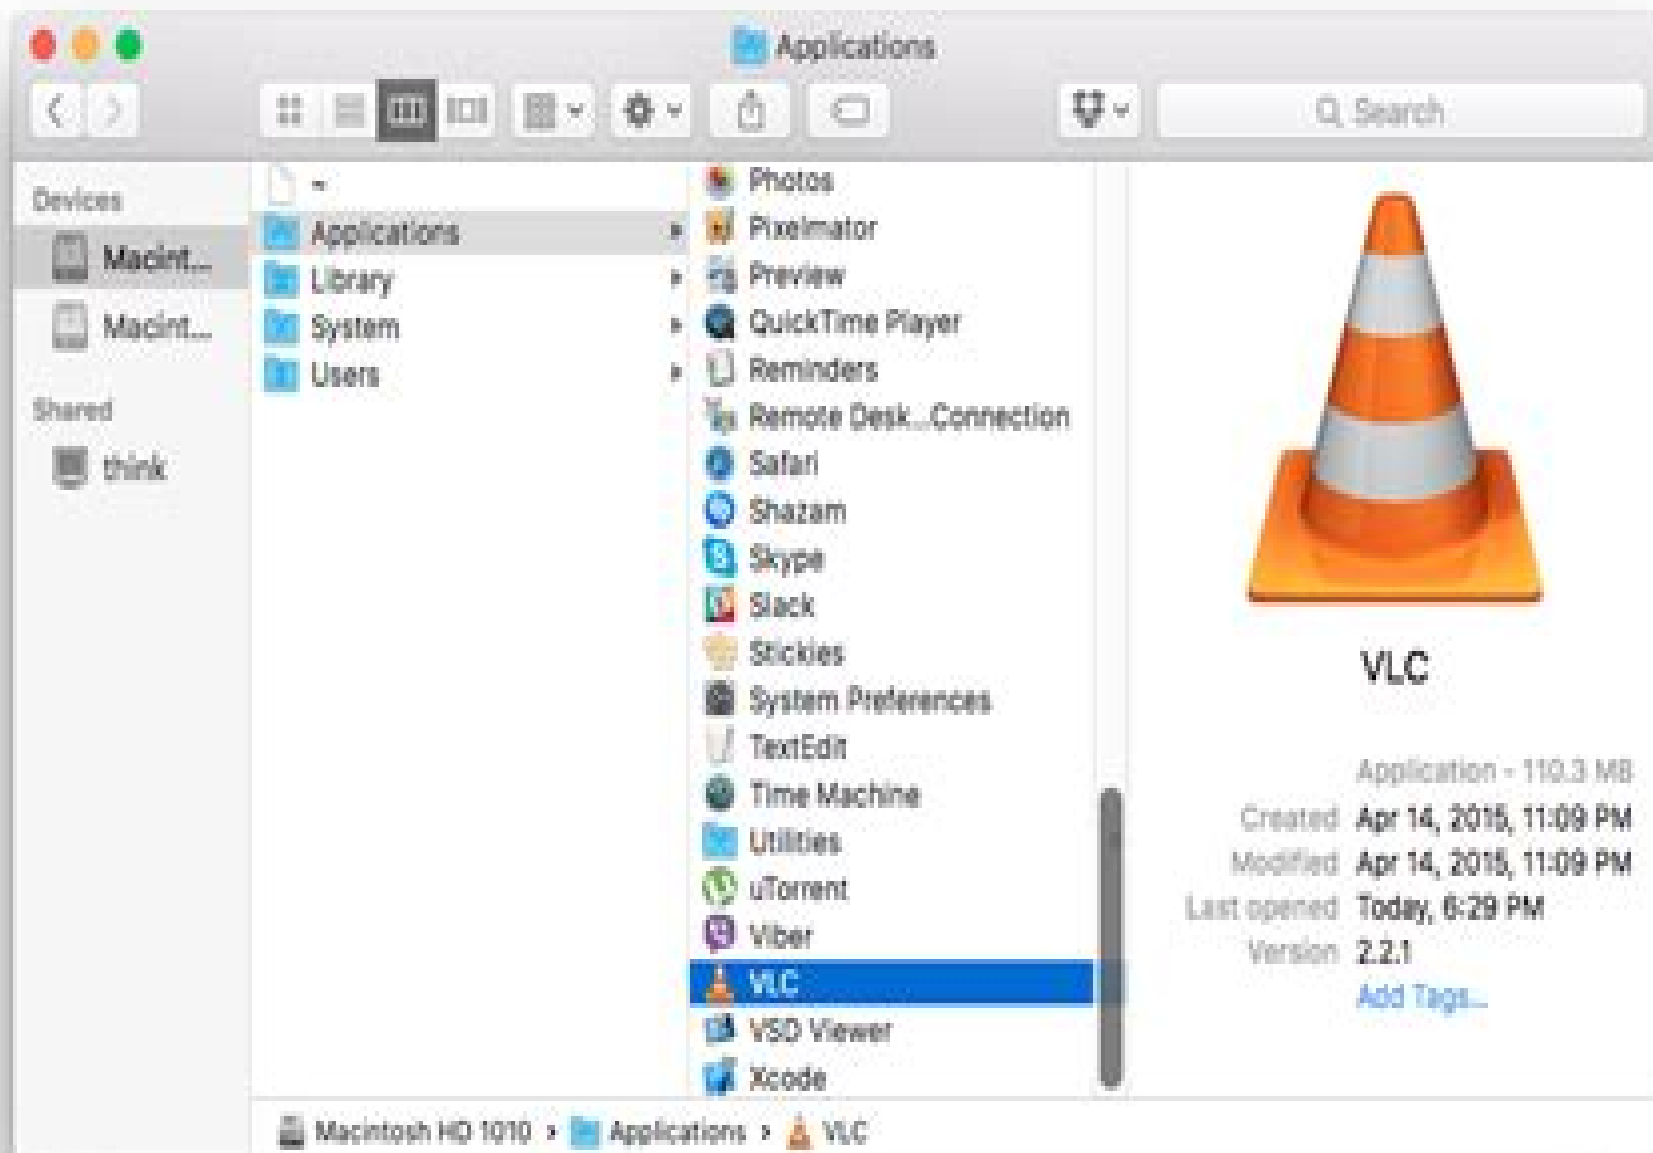 Applications
Search
Devices
Macint...
Macint...
Shared
think
~
Applications
Library
System
Users
Photos
Pixelmator
Preview
QuickTime Player
Reminders
Remote Desk...Connection
Safari
Shazam
Skype
Slack
Stickies
System Preferences
TextEdit
Time Machine
Utilities
uTorrent
Viber
VLC
VSD Viewer
Xcode
VLC
Application - 110.3 MB
Created Apr 14, 2015, 11:09 PM
Modified Apr 14, 2015, 11:09 PM
Last opened Today, 6:29 PM
Version 2.2.1
Add Tags...
Macintosh HD 1010 › Applications › VLC